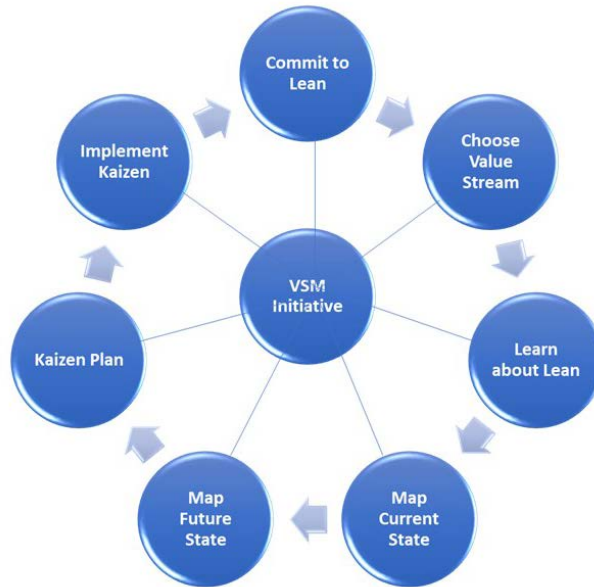 Commit to
Lean
Choose
Value
Stream
Learn
about Lean
Map
Current
State
Map
Future
State
Kaizen Plan
Implement
Kaizen
VSM
Initiative